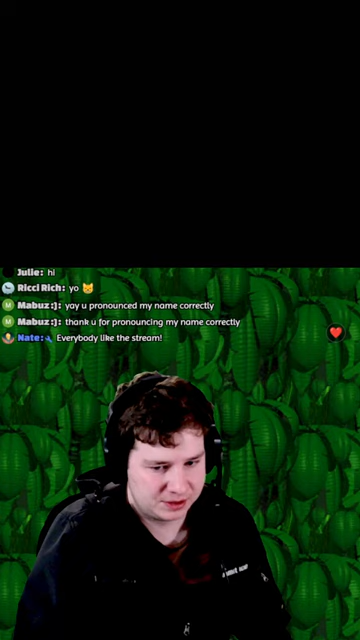 Julie: hi
Ricci Rich: yo 😼
M Mabuz :]: yay u pronounced my name correctly
M Mabuz :]: thank u for pronouncing my name correctly
Nate:🔧 Everybody like the stream!